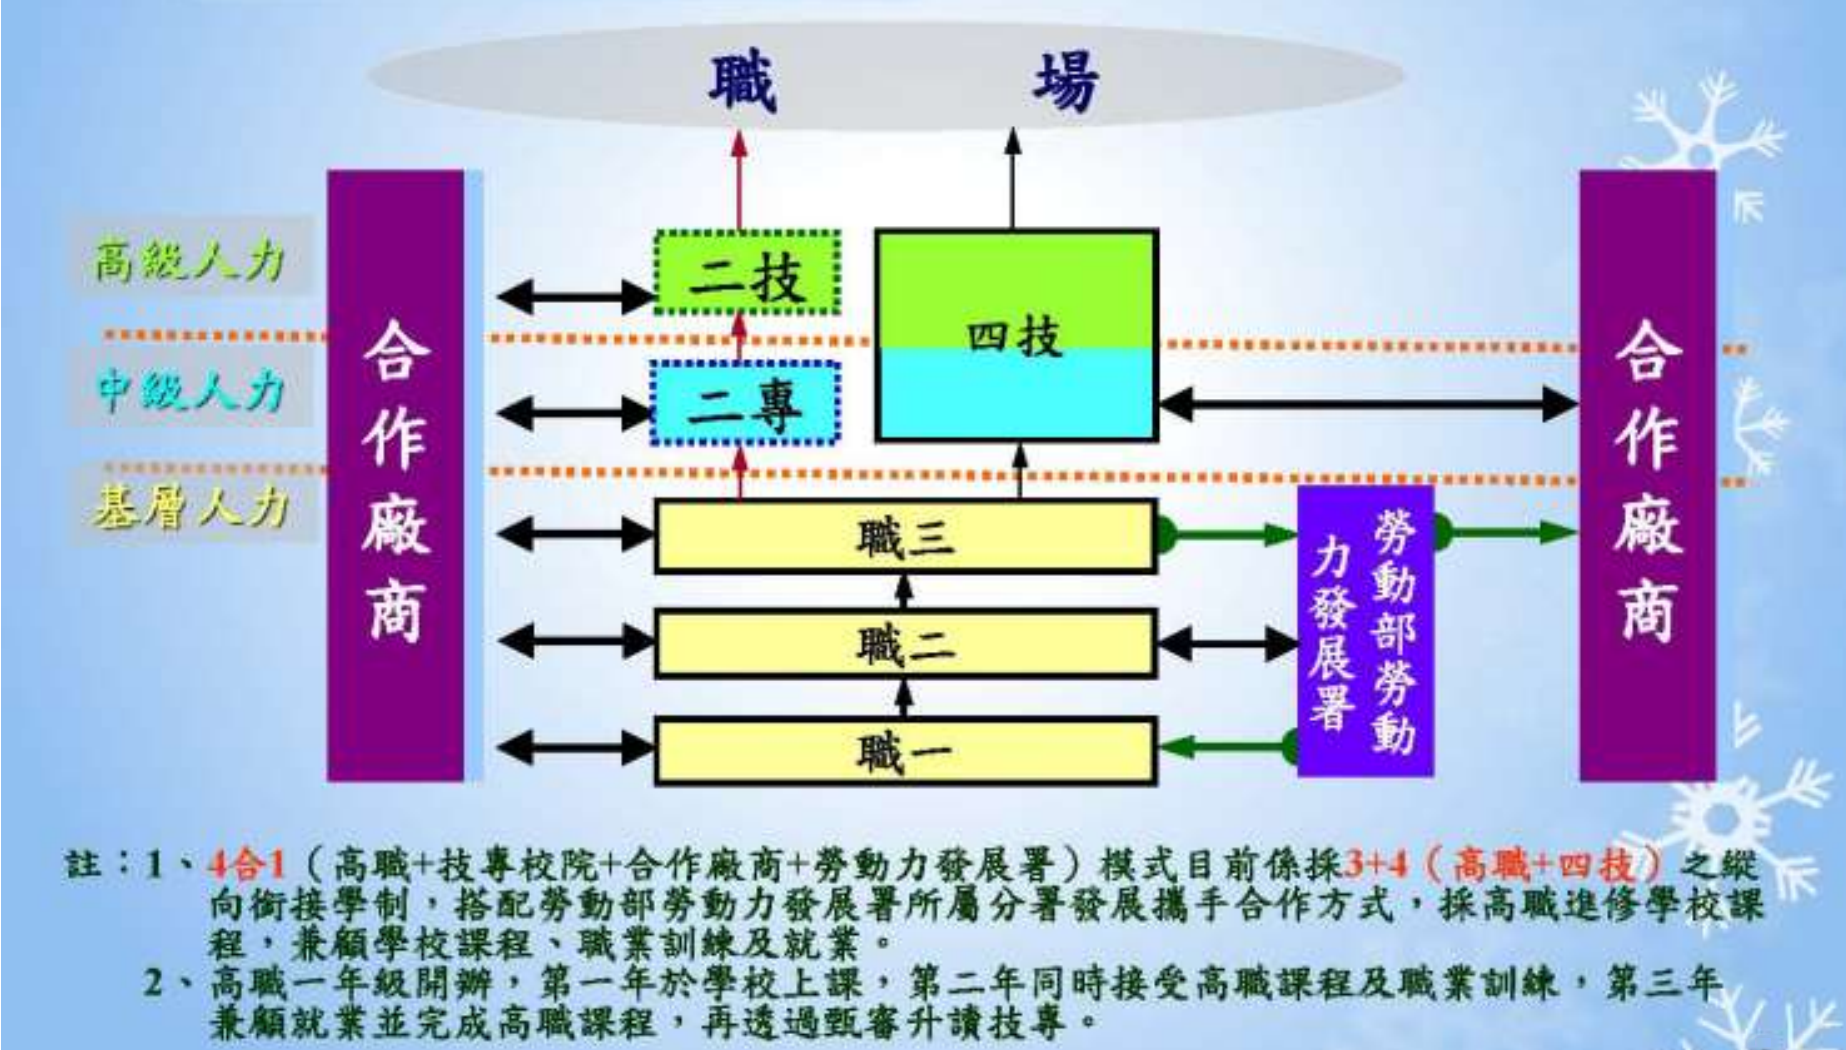 職 場
高級人力
中級人力
基層人力
合作廠商
二技
二專
四技
職三
職二
職一
勞動部勞動
力發展署
合作廠商
註：1、4合1（高職+技專校院+合作廠商+勞動力發展署）模式目前係採3+4（高職+四技）之縱
向銜接學制，搭配勞動部勞動力發展署所屬分署發展攜手合作方式，採高職進修學校課
程，兼顧學校課程、職業訓練及就業。
2、高職一年級開辦，第一年於學校上課，第二年同時接受高職課程及職業訓練，第三年
兼顧就業並完成高職課程，再透過甄審升讀技專。